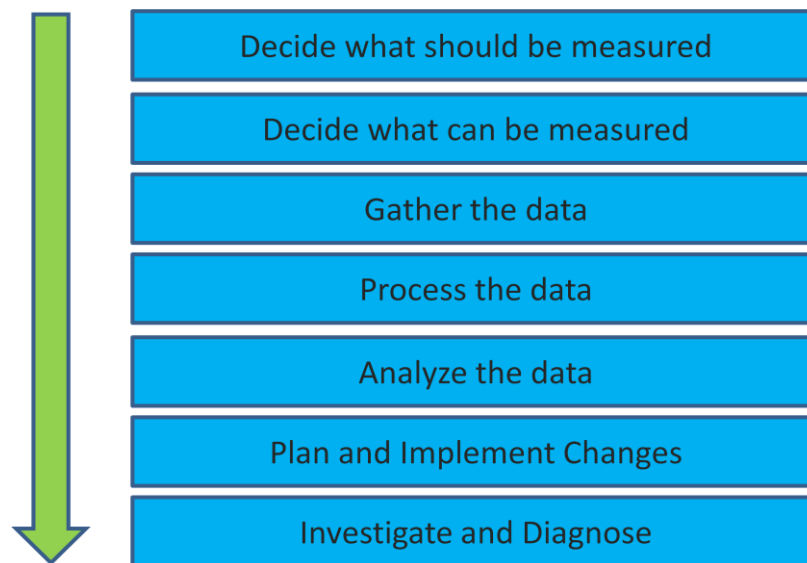 Decide what should be measured
Decide what can be measured
Gather the data
Process the data
Analyze the data
Plan and Implement Changes
Investigate and Diagnose